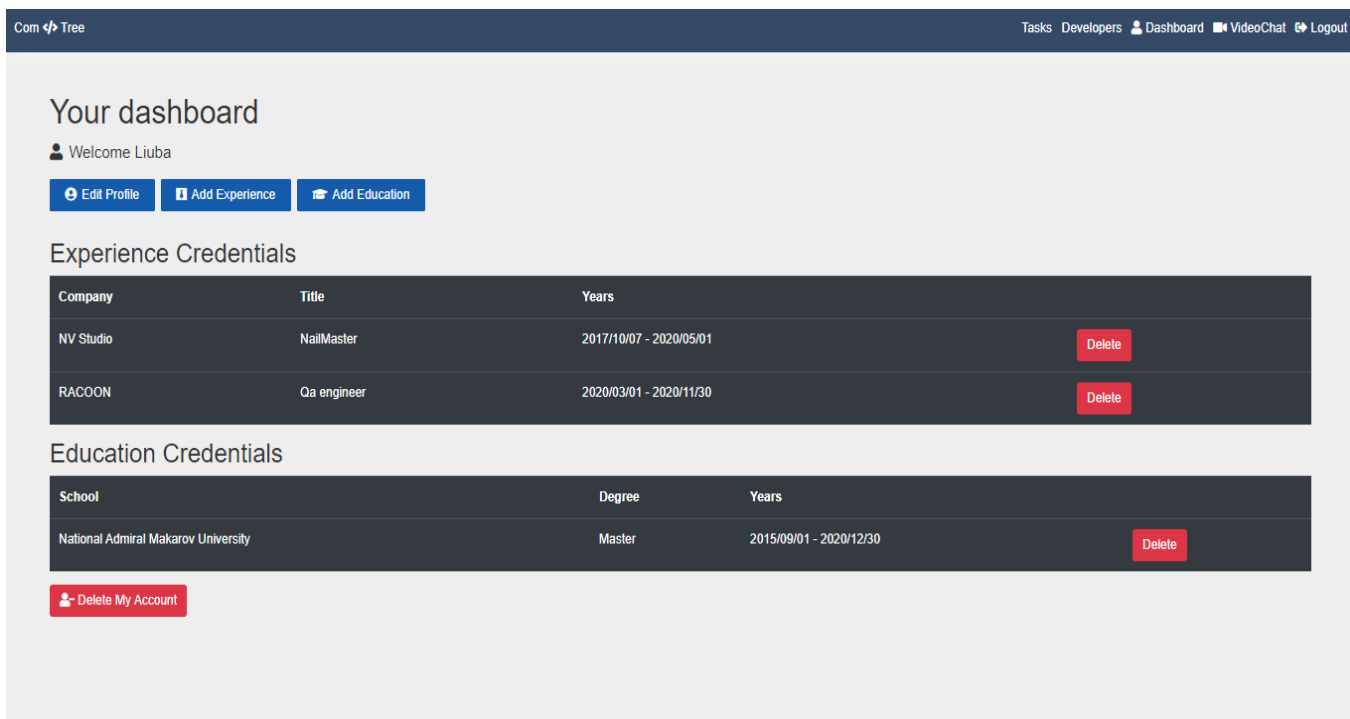 Com </> Tree Tasks Developers Dashboard VideoChat Logout
Your dashboard
Welcome Liuba
Edit Profile Add Experience Add Education
Experience Credentials
Company Title Years
NV Studio NailMaster 2017/10/07 - 2020/05/01 Delete
RACOON Qa engineer 2020/03/01 - 2020/11/30 Delete
Education Credentials
School Degree Years
National Admiral Makarov University Master 2015/09/01 - 2020/12/30 Delete
Delete My Account